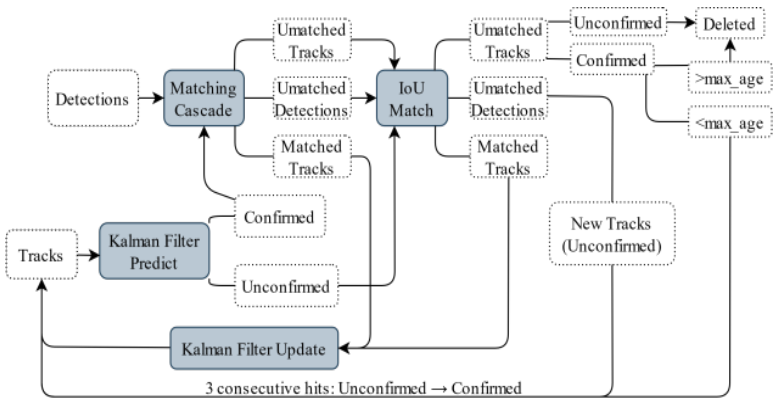 Umatched
Tracks
Umatched
Tracks
Unconfirmed
Deleted
Confirmed
Detections
Matching
Cascade
Umatched
Detections
IoU
Match
Umatched
Detections
>max_age
<max_age
Matched
Tracks
Matched
Tracks
Confirmed
Tracks
Kalman Filter
Predict
New Tracks
(Unconfirmed)
Unconfirmed
Kalman Filter Update
3 consecutive hits: Unconfirmed → Confirmed